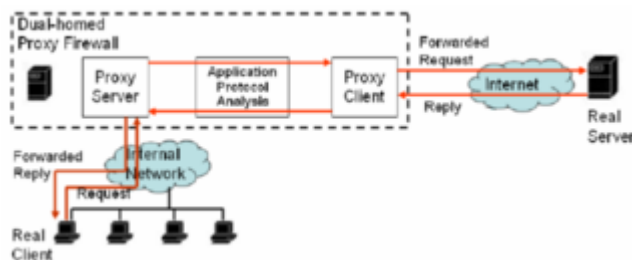 Dual-homed
Proxy Firewall
Proxy
Server
Application
Protocol
Analysis
Proxy
Client
Forwarded
Request
Internet
Reply
Real
Server
Forwarded
Reply
Internal
Network
Request
Real
Client